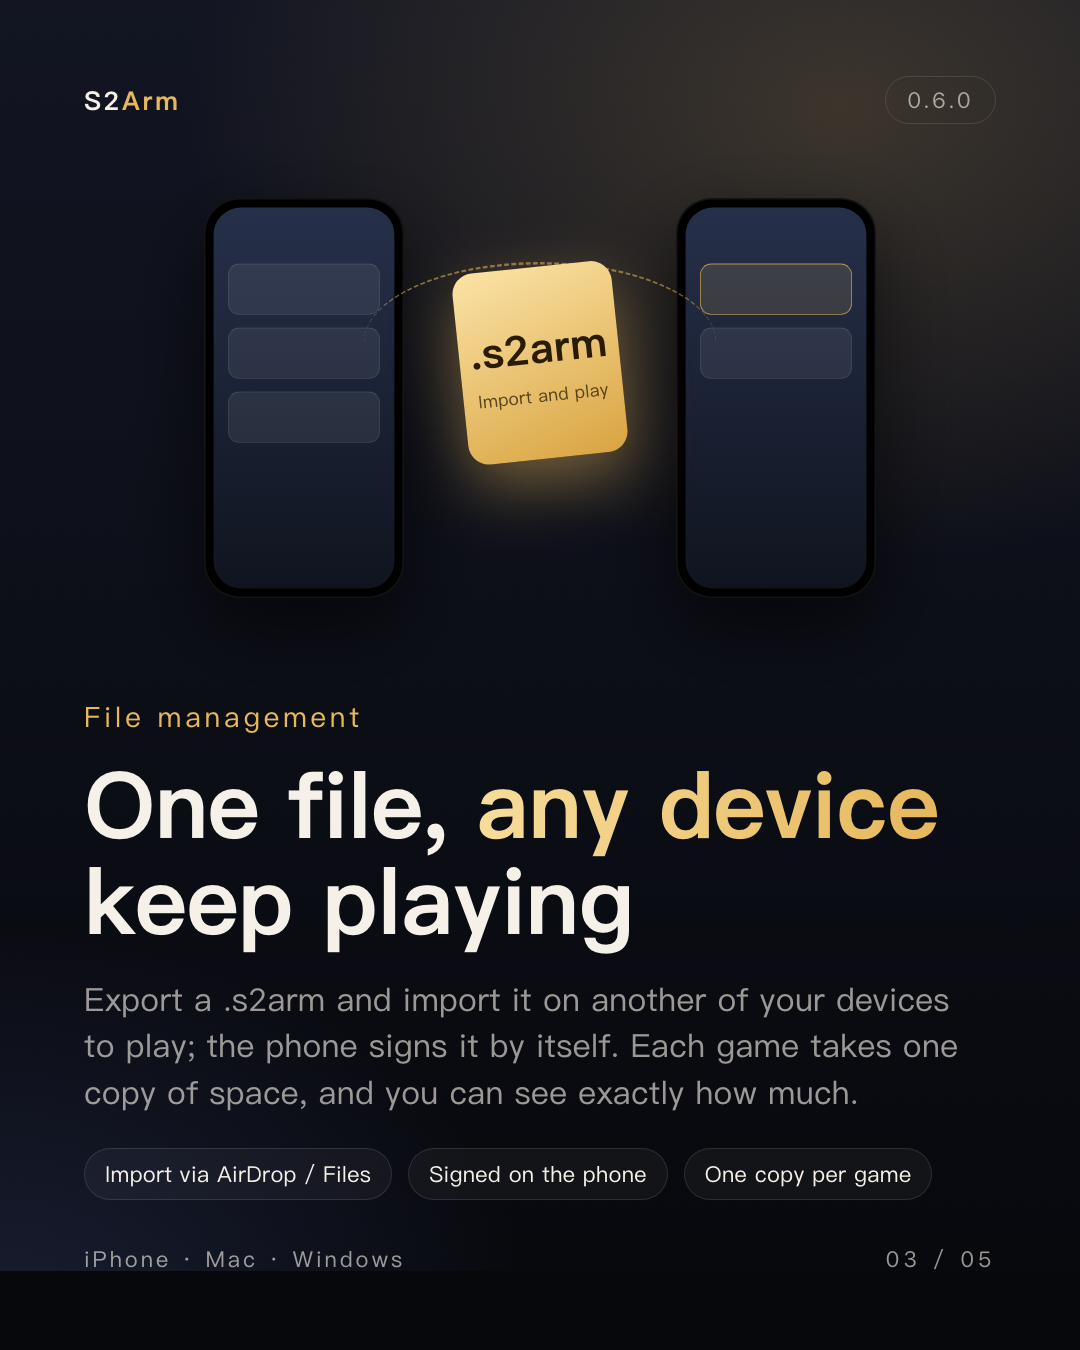 S2Arm
0.6.0
.s2arm
Import and play
File management
One file, any device
keep playing
Export a .s2arm and import it on another of your devices
to play; the phone signs it by itself. Each game takes one
copy of space, and you can see exactly how much.
Import via AirDrop / Files
Signed on the phone
One copy per game
iPhone · Mac · Windows
03 / 05